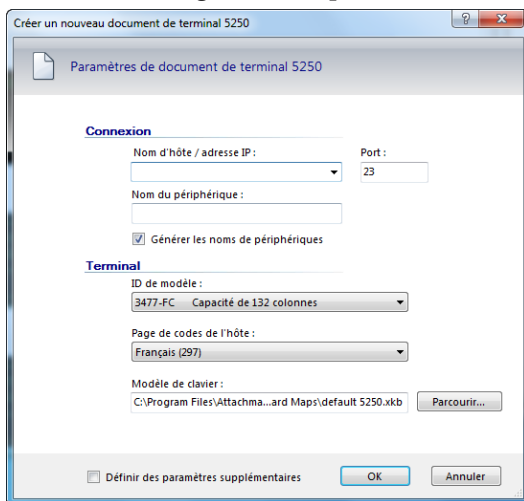 Créer un nouveau document de terminal 5250
Paramètres de document de terminal 5250
Connexion
Nom d'hôte / adresse IP : Port :
23
Nom du périphérique :
Générer les noms de périphériques
Terminal
ID de modèle :
3477-FC Capacité de 132 colonnes
Page de codes de l'hôte :
Français (297)
Modèle de clavier :
C:\Program Files\Attachma...ard Maps\default 5250.xkb Parcourir...
Définir des paramètres supplémentaires OK Annuler